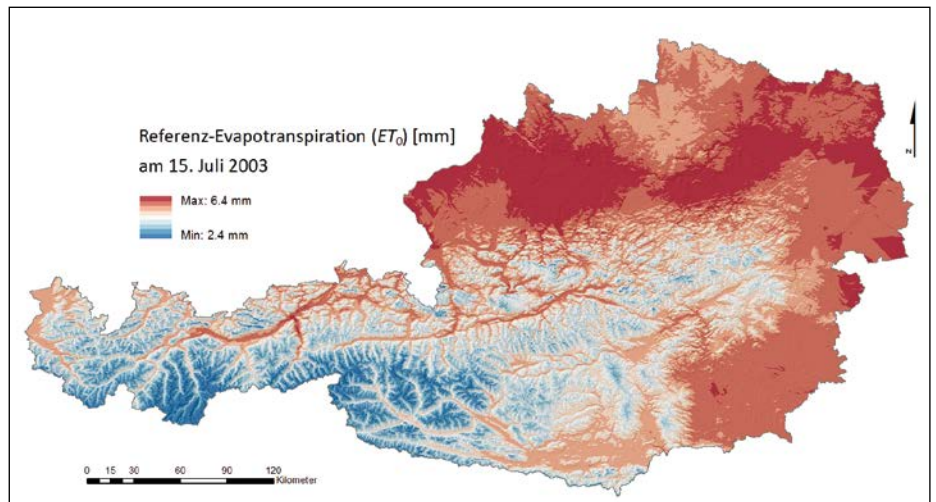 Referenz-Evapotranspiration (ET₀) [mm]
am 15. Juli 2003
Max: 6.4 mm
Min: 2.4 mm
N
0 15 30 60 90 120
Kilometer